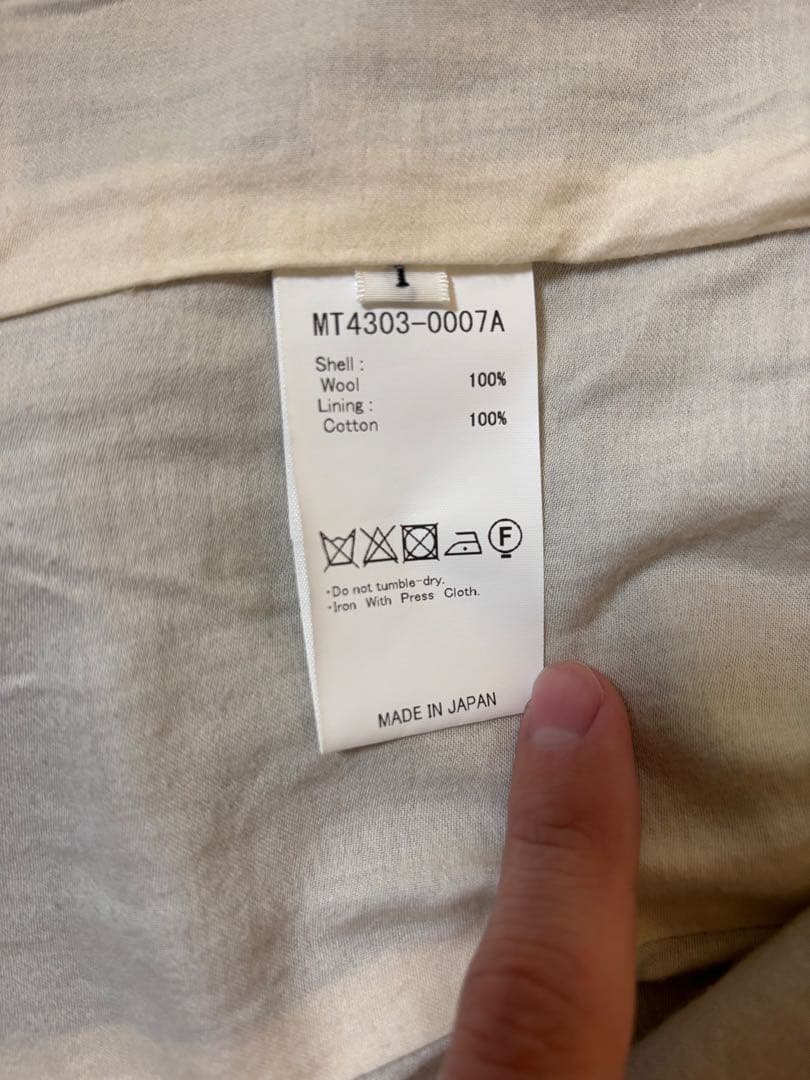 1
MT4303-0007A
Shell :
Wool 100%
Lining :
Cotton 100%
F
・Do not tumble-dry.
・Iron With Press Cloth.
MADE IN JAPAN